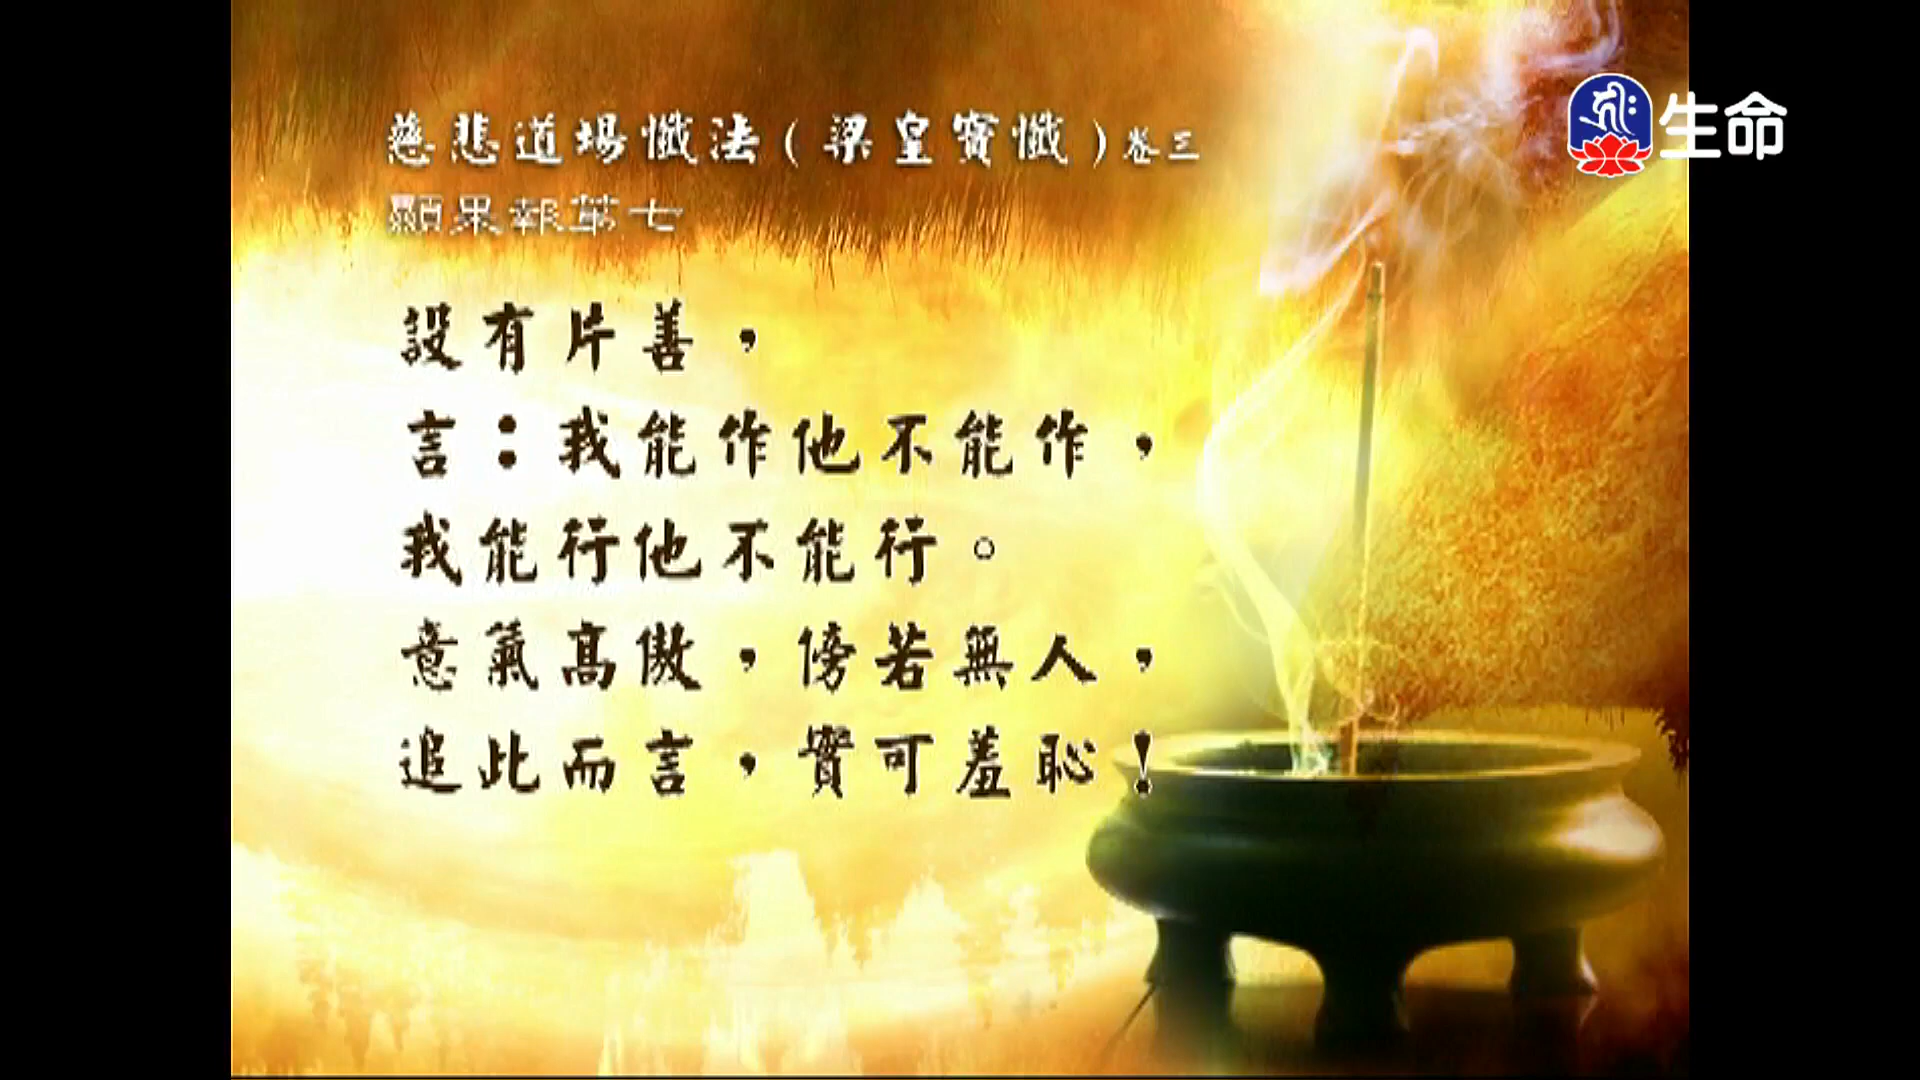 慈悲道場懺法(梁皇寶懺)卷三
顯果報第七
生命
設有片善，
言：我能作他不能作，
我能行他不能行。
意氣高傲，傍若無人，
追此而言，實可羞恥！